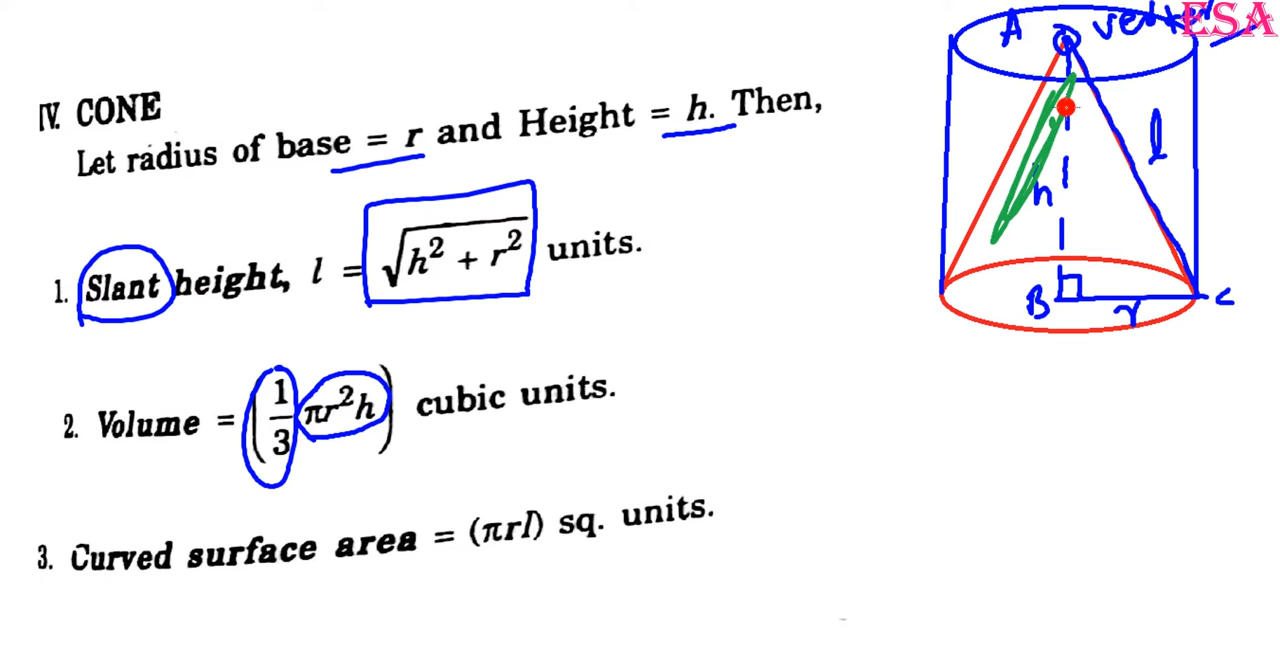 ESA
A
IV. CONE
Let radius of base = r and Height = h. Then,
l
h
1. Slant height, l = √h² + r² units.
B r C
2. Volume = (1/3 πr²h) cubic units.
3. Curved surface area = (πrl) sq. units.